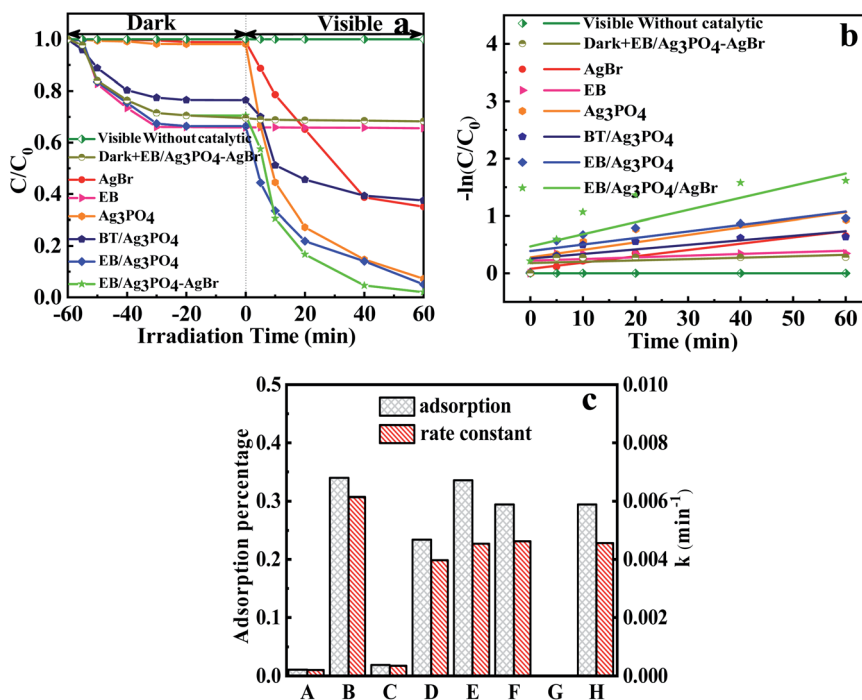 Dark Visible
a
1.0
0.8
0.6
0.4
0.2
0.0
C/C0
Visible Without catalytic
Dark+EB/Ag3PO4-AgBr
AgBr
EB
Ag3PO4
BT/Ag3PO4
EB/Ag3PO4
EB/Ag3PO4-AgBr
-60 -40 -20 0 20 40 60
Irradiation Time (min)
b
-4
-3
-2
-1
0
-ln(C/C0)
Visible Without catalytic
Dark+EB/Ag3PO4-AgBr
AgBr
EB
Ag3PO4
BT/Ag3PO4
EB/Ag3PO4
EB/Ag3PO4/AgBr
0 10 20 30 40 50 60
Time (min)
c
0.5
0.4
0.3
0.2
0.1
0.0
Adsorption percentage
adsorption
rate constant
0.010
0.008
0.006
0.004
0.002
0.000
k (min-1)
A B C D E F G H